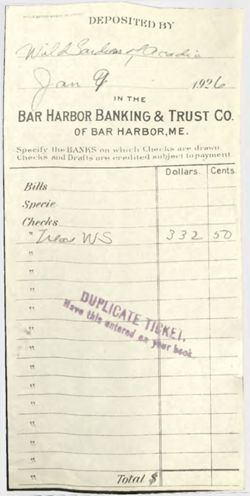 DEPOSITED BY
Wild Gardens of Acadia
Jan 9 1926
IN THE
BAR HARBOR BANKING & TRUST CO.
OF BAR HARBOR, ME.
Specify the BANKS on which Checks are drawn.
Checks and Drafts are credited subject to payment.
Dollars. Cents.
Bills
Specie
Checks
" Treas WS 332 50
"
"
"
DUPLICATE TICKET.
Have this entered on your book
"
"
"
"
"
"
"
"
"
Total $